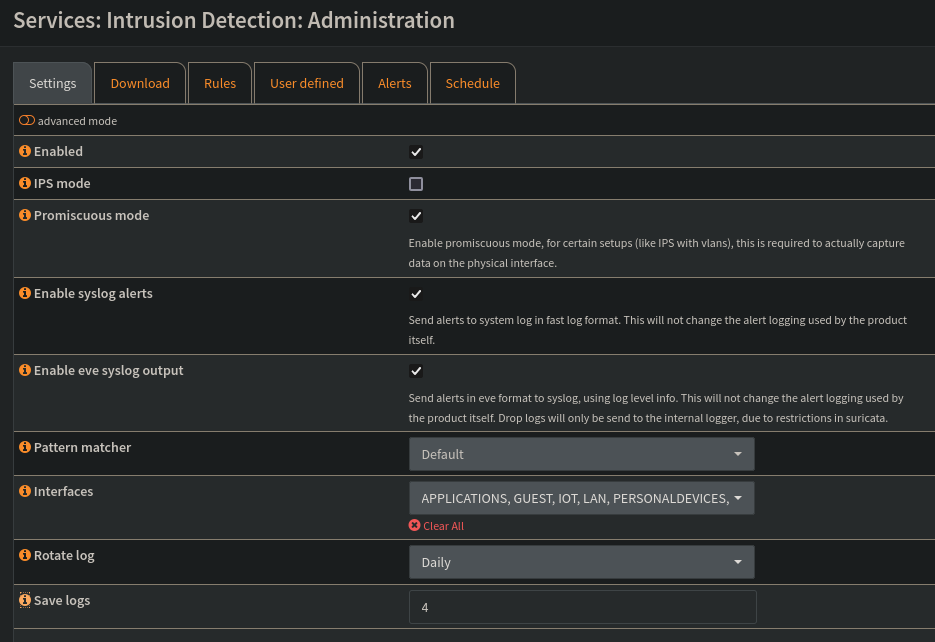 Services: Intrusion Detection: Administration
Settings
Download
Rules
User defined
Alerts
Schedule
advanced mode
Enabled
IPS mode
Promiscuous mode
Enable promiscuous mode, for certain setups (like IPS with vlans), this is required to actually capture
data on the physical interface.
Enable syslog alerts
Send alerts to system log in fast log format. This will not change the alert logging used by the product
itself.
Enable eve syslog output
Send alerts in eve format to syslog, using log level info. This will not change the alert logging used by
the product itself. Drop logs will only be send to the internal logger, due to restrictions in suricata.
Pattern matcher
Default
Interfaces
APPLICATIONS, GUEST, IOT, LAN, PERSONALDEVICES,
Clear All
Rotate log
Daily
Save logs
4